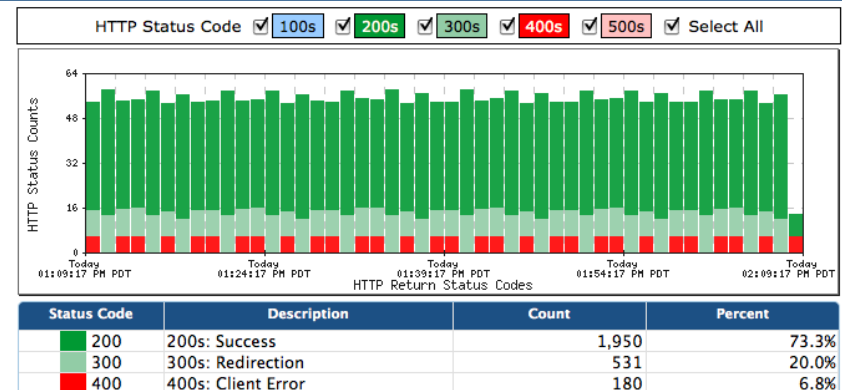 HTTP Status Code 100s 200s 300s 400s 500s Select All
HTTP Status Counts
64
48
32
16
0
Today Today Today Today Today
01:09:17 PM PDT 01:24:17 PM PDT 01:39:17 PM PDT 01:54:17 PM PDT 02:09:17 PM PDT
HTTP Return Status Codes
Status Code Description Count Percent
200 200s: Success 1,950 73.3%
300 300s: Redirection 531 20.0%
400 400s: Client Error 180 6.8%